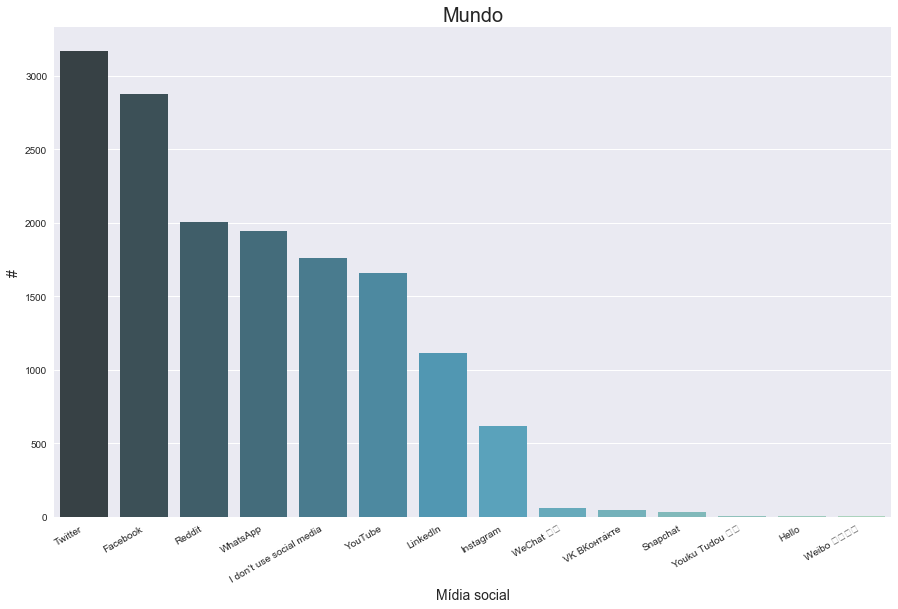 Mundo
3000
2500
2000
1500
1000
500
0
#
Twitter
Facebook
Reddit
WhatsApp
I don't use social media
YouTube
LinkedIn
Instagram
WeChat
VK ВКонтакте
Snapchat
Youku Tudou
Hello
Weibo
Mídia social